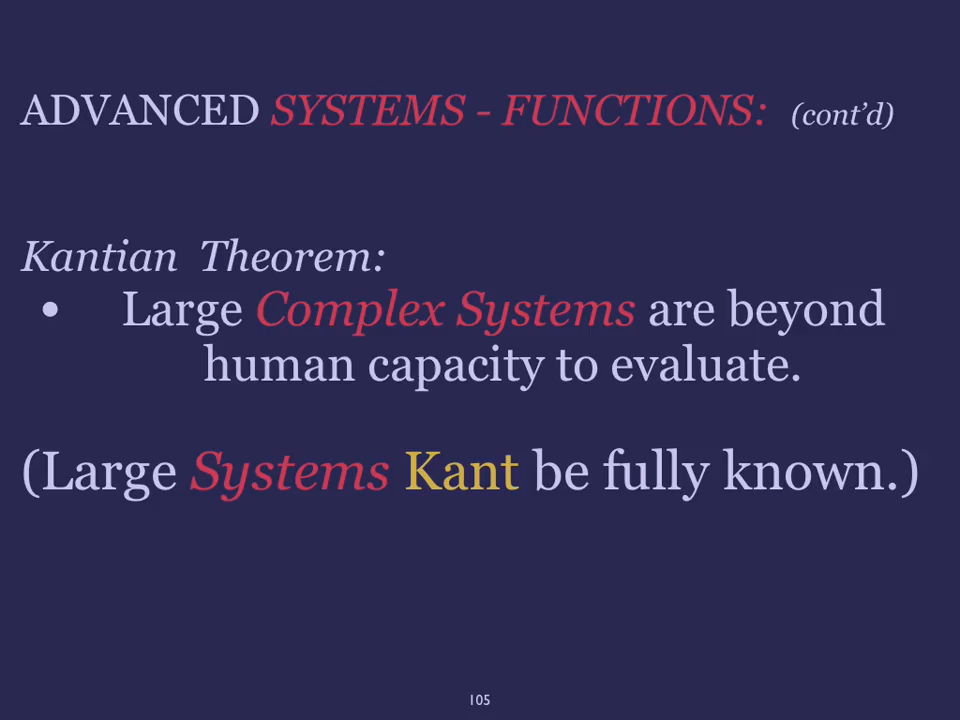 ADVANCED SYSTEMS - FUNCTIONS: (cont’d)
Kantian Theorem:
• Large Complex Systems are beyond
human capacity to evaluate.
(Large Systems Kant be fully known.)
105